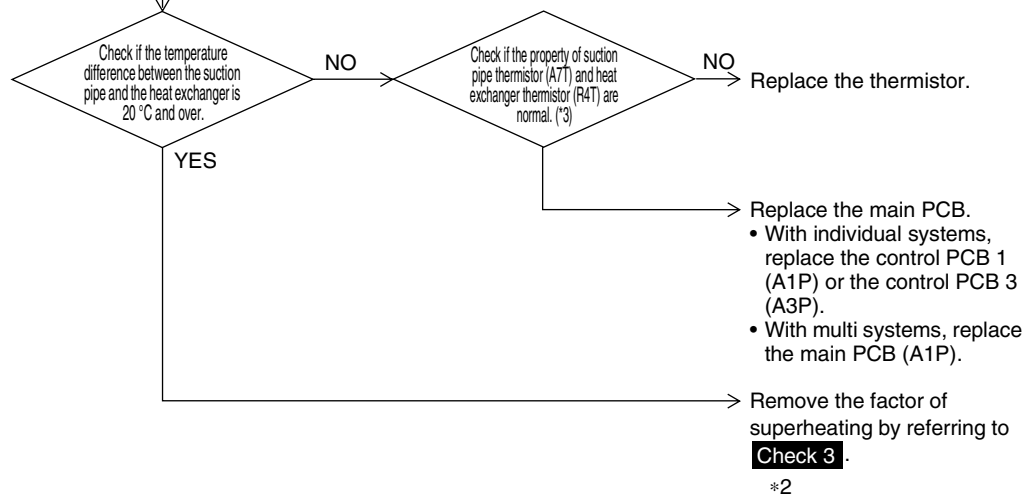 Check if the temperature
difference between the suction
pipe and the heat exchanger is
20 °C and over.
NO
Check if the property of suction
pipe thermistor (A7T) and heat
exchanger thermistor (R4T) are
normal. (*3)
NO
Replace the thermistor.
YES
Replace the main PCB.
• With individual systems,
replace the control PCB 1
(A1P) or the control PCB 3
(A3P).
• With multi systems, replace
the main PCB (A1P).
Remove the factor of
superheating by referring to
Check 3 .
*2